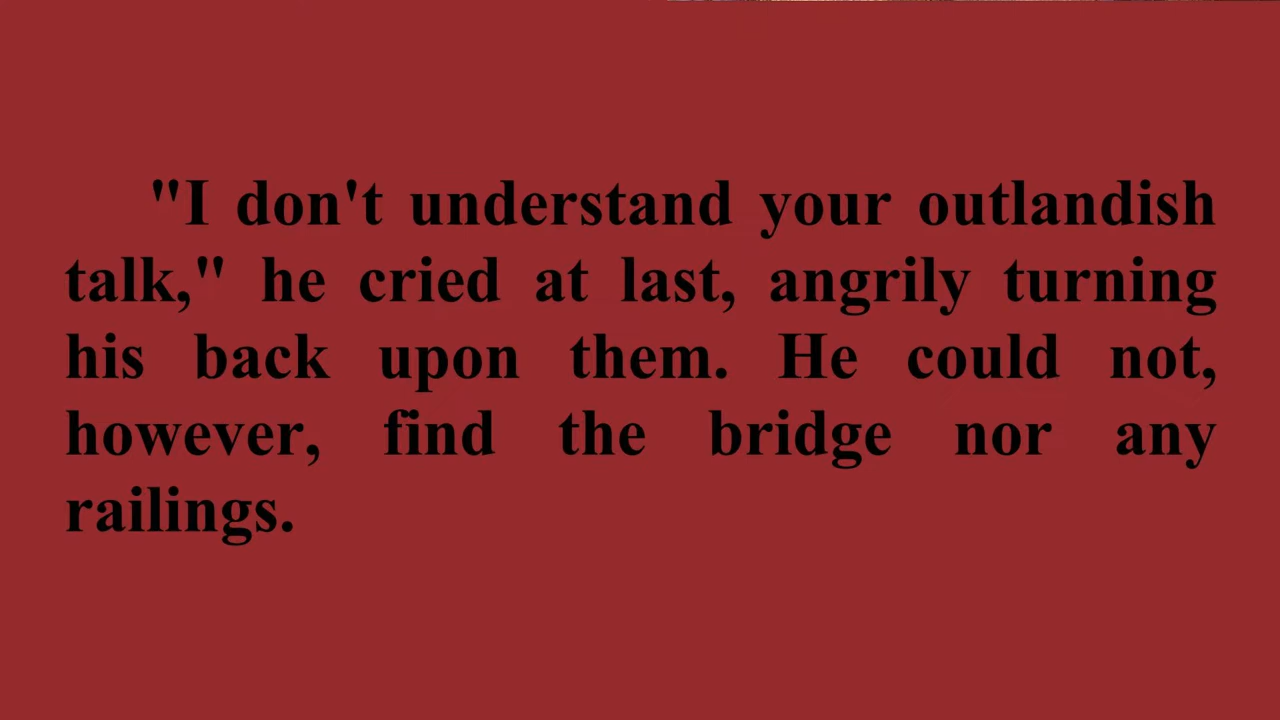 "I don't understand your outlandish
talk," he cried at last, angrily turning
his back upon them. He could not,
however, find the bridge nor any
railings.